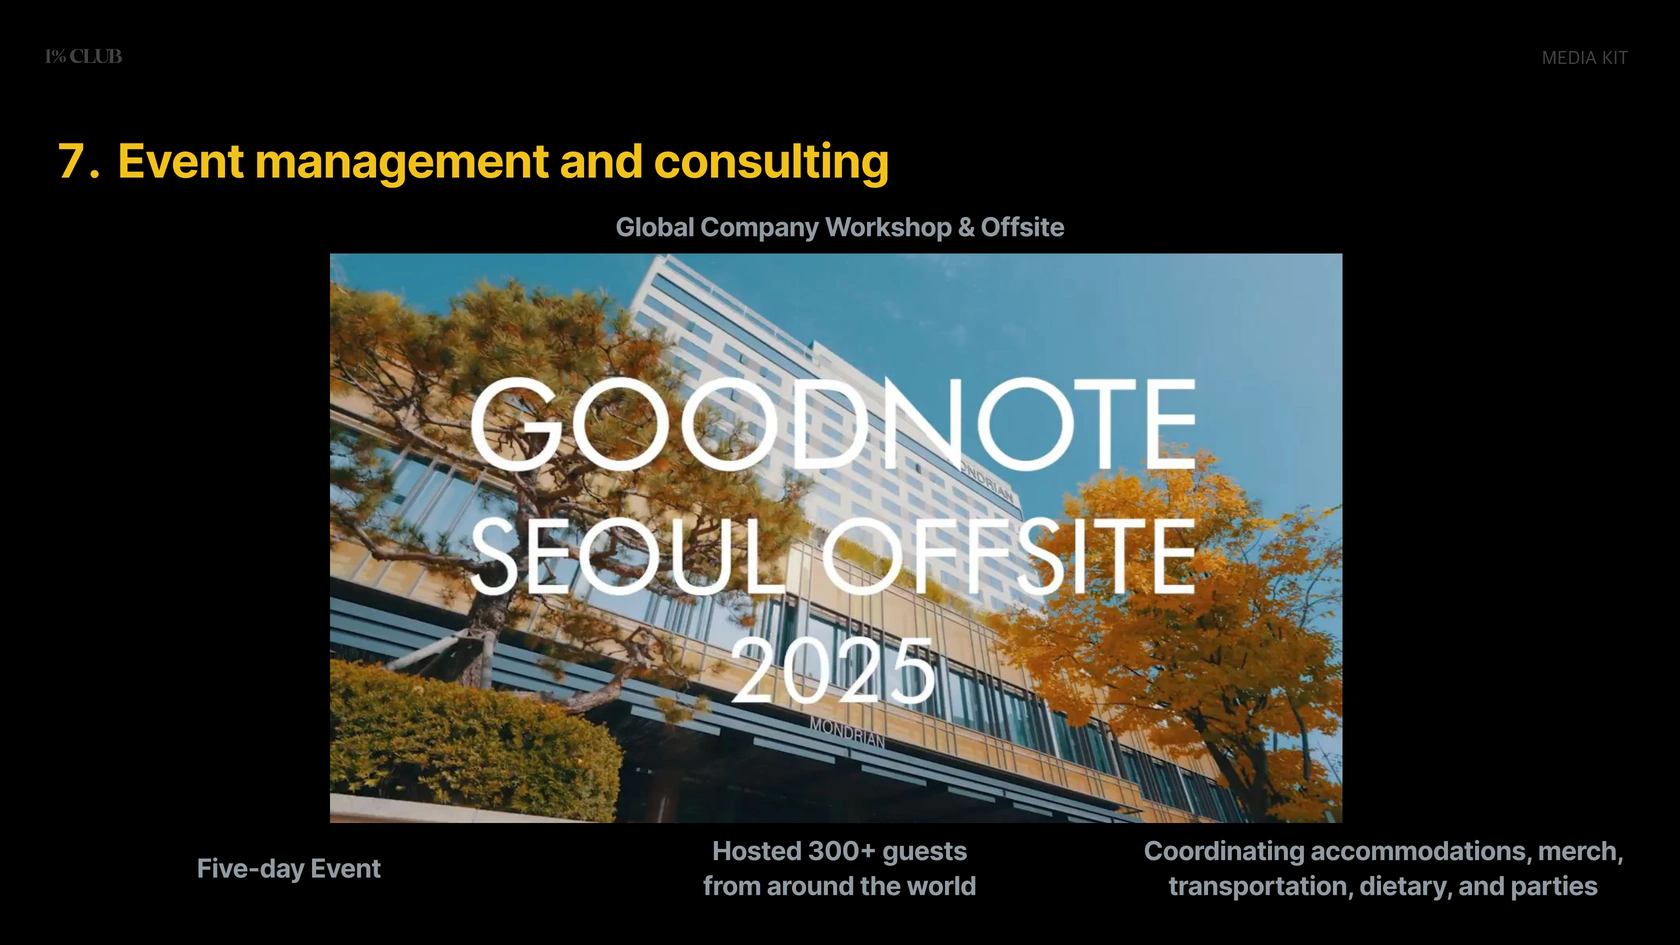 1% CLUB
MEDIA KIT
7. Event management and consulting
Global Company Workshop & Offsite
GOODNOTE
SEOUL OFFSITE
2025
MONDRIAN
Five-day Event
Hosted 300+ guests
from around the world
Coordinating accommodations, merch,
transportation, dietary, and parties